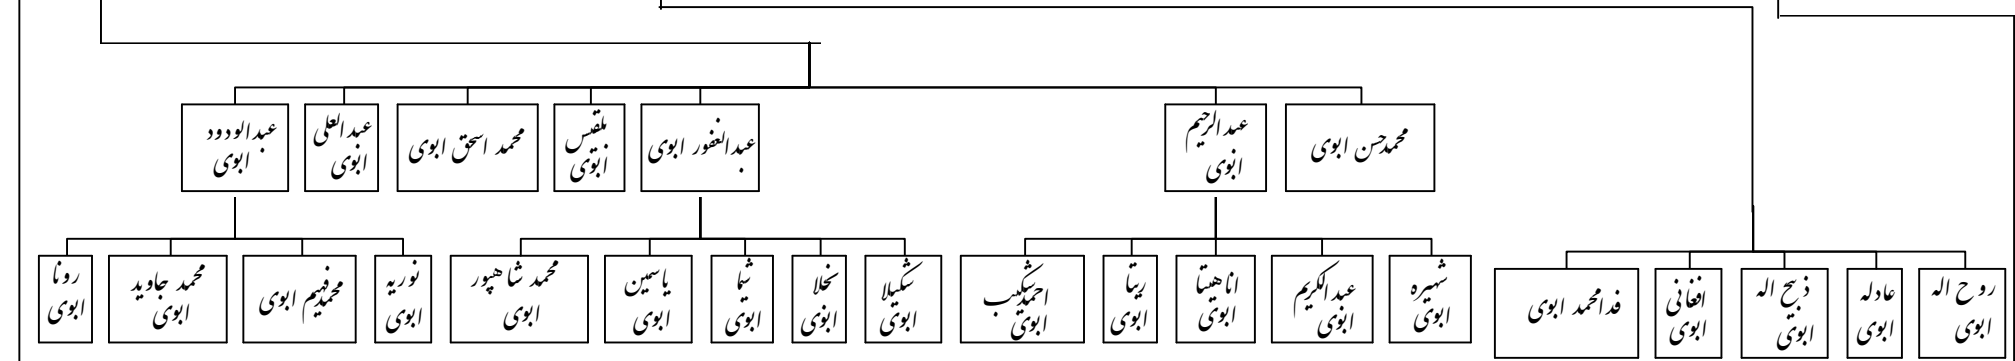 محمدحسن ابوی
عبدالرحیم
ابوی
عبدالغفور ابوی
بلقیس
ابوی
محمد اسحق ابوی
عبدالعلی
ابوی
عبدالودود
ابوی
روح اله
ابوی
عادله
ابوی
ذبیح اله
ابوی
افغانی
ابوی
فدامحمد ابوی
شهیره
ابوی
عبدالکریم
ابوی
اناهیتا
ابوی
ریتا
ابوی
احمدشکیب
ابوی
شکیلا
ابوی
نخلا
ابوی
شما
ابوی
یاسمین
ابوی
محمد شاهپور
ابوی
نوریه
ابوی
محمدفهیم ابوی
محمد جاوید
ابوی
رونا
ابوی